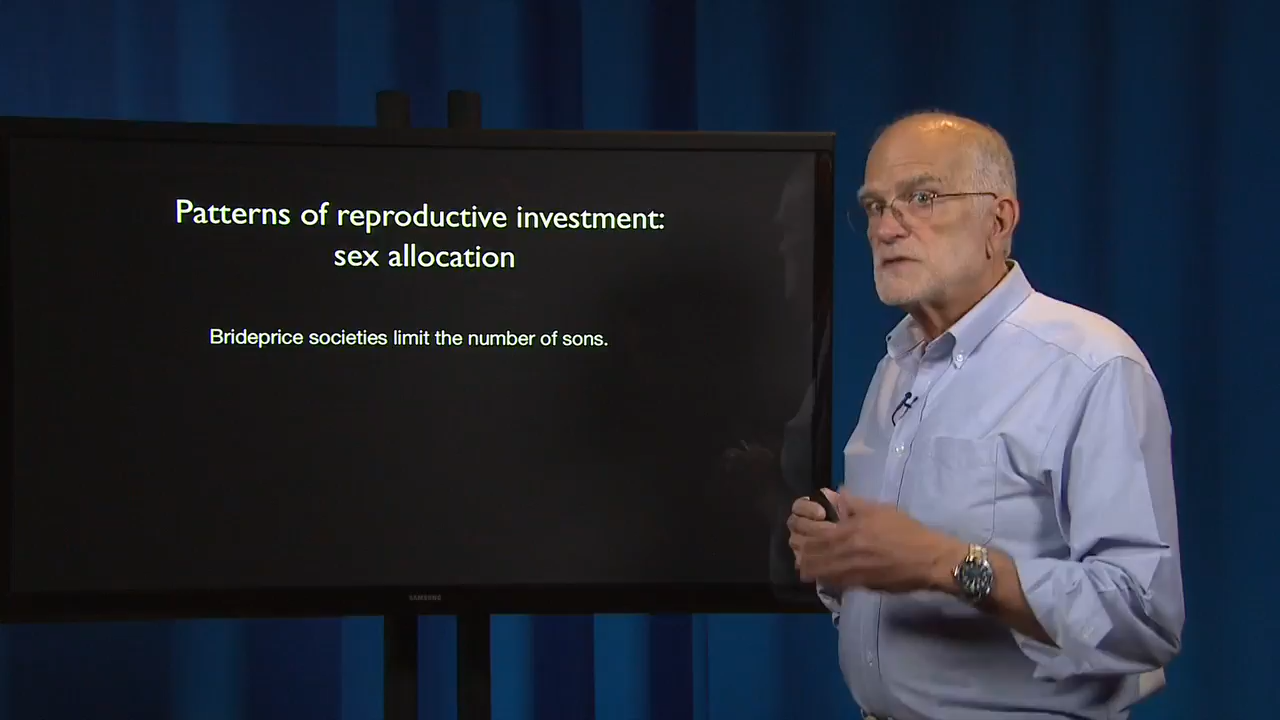 Patterns of reproductive investment:
sex allocation
Brideprice societies limit the number of sons.
SAMSUNG